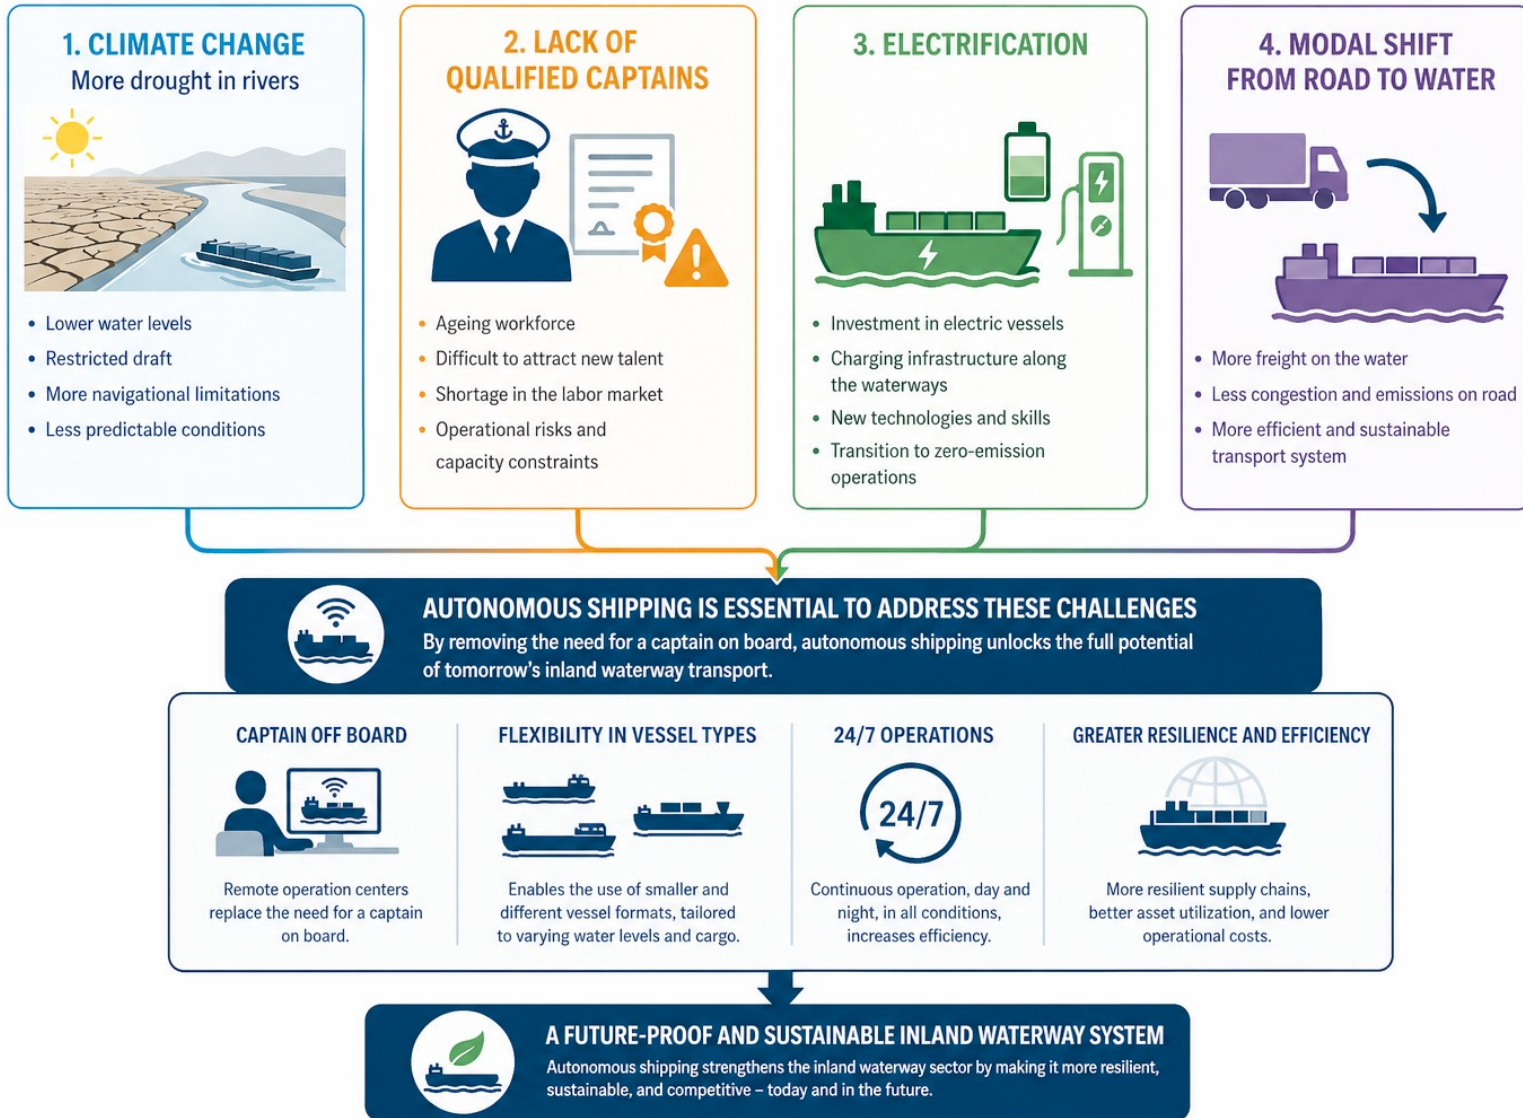 1. CLIMATE CHANGE
More drought in rivers
• Lower water levels
• Restricted draft
• More navigational limitations
• Less predictable conditions
2. LACK OF
QUALIFIED CAPTAINS
• Ageing workforce
• Difficult to attract new talent
• Shortage in the labor market
• Operational risks and
capacity constraints
3. ELECTRIFICATION
• Investment in electric vessels
• Charging infrastructure along
the waterways
• New technologies and skills
• Transition to zero-emission
operations
4. MODAL SHIFT
FROM ROAD TO WATER
• More freight on the water
• Less congestion and emissions on road
• More efficient and sustainable
transport system
AUTONOMOUS SHIPPING IS ESSENTIAL TO ADDRESS THESE CHALLENGES
By removing the need for a captain on board, autonomous shipping unlocks the full potential
of tomorrow's inland waterway transport.
CAPTAIN OFF BOARD
Remote operation centers
replace the need for a captain
on board.
FLEXIBILITY IN VESSEL TYPES
Enables the use of smaller and
different vessel formats, tailored
to varying water levels and cargo.
24/7 OPERATIONS
24/7
Continuous operation, day and
night, in all conditions,
increases efficiency.
GREATER RESILIENCE AND EFFICIENCY
More resilient supply chains,
better asset utilization, and lower
operational costs.
A FUTURE-PROOF AND SUSTAINABLE INLAND WATERWAY SYSTEM
Autonomous shipping strengthens the inland waterway sector by making it more resilient,
sustainable, and competitive – today and in the future.